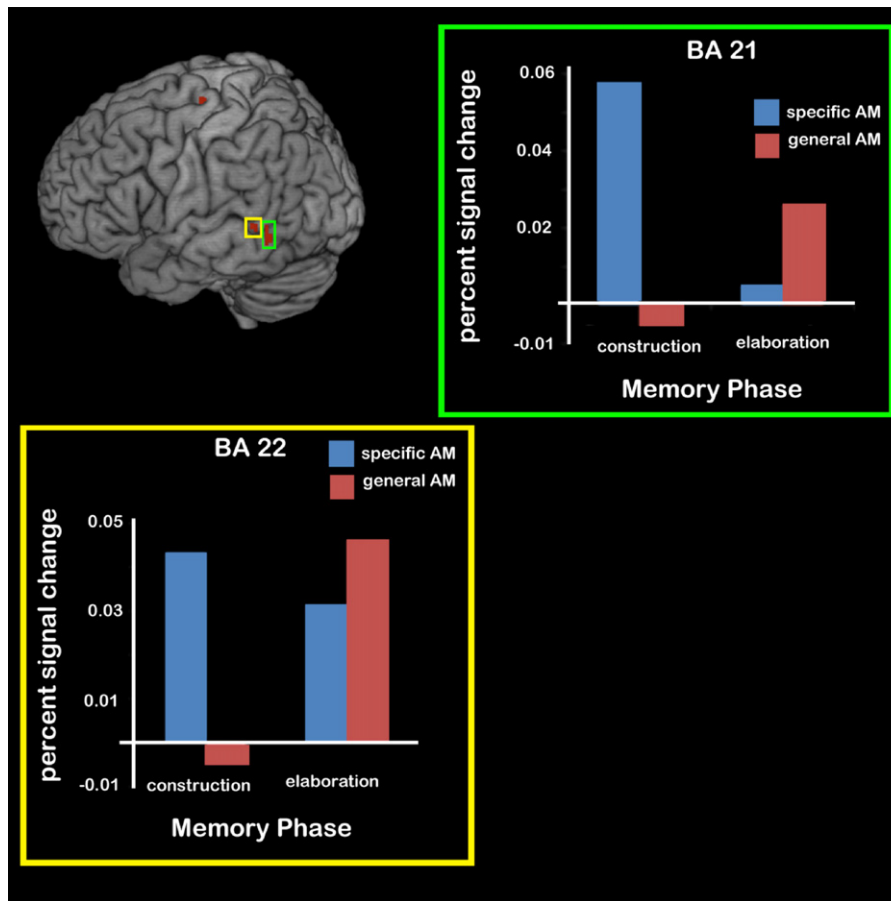 BA 21
percent signal change
0.06
0.04
0.02
-0.01
specific AM
general AM
construction
elaboration
Memory Phase
BA 22
specific AM
general AM
percent signal change
0.05
0.03
0.01
-0.01
construction
elaboration
Memory Phase